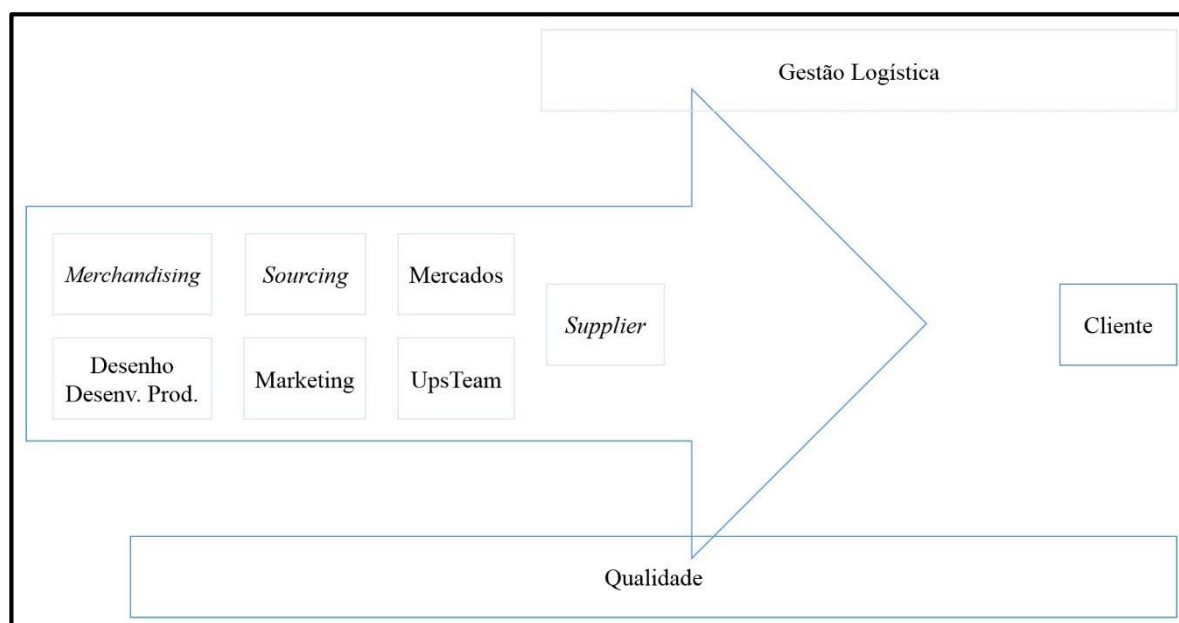 Gestão Logística
Merchandising
Sourcing
Mercados
Supplier
Cliente
Desenho
Desenv. Prod.
Marketing
UpsTeam
Qualidade